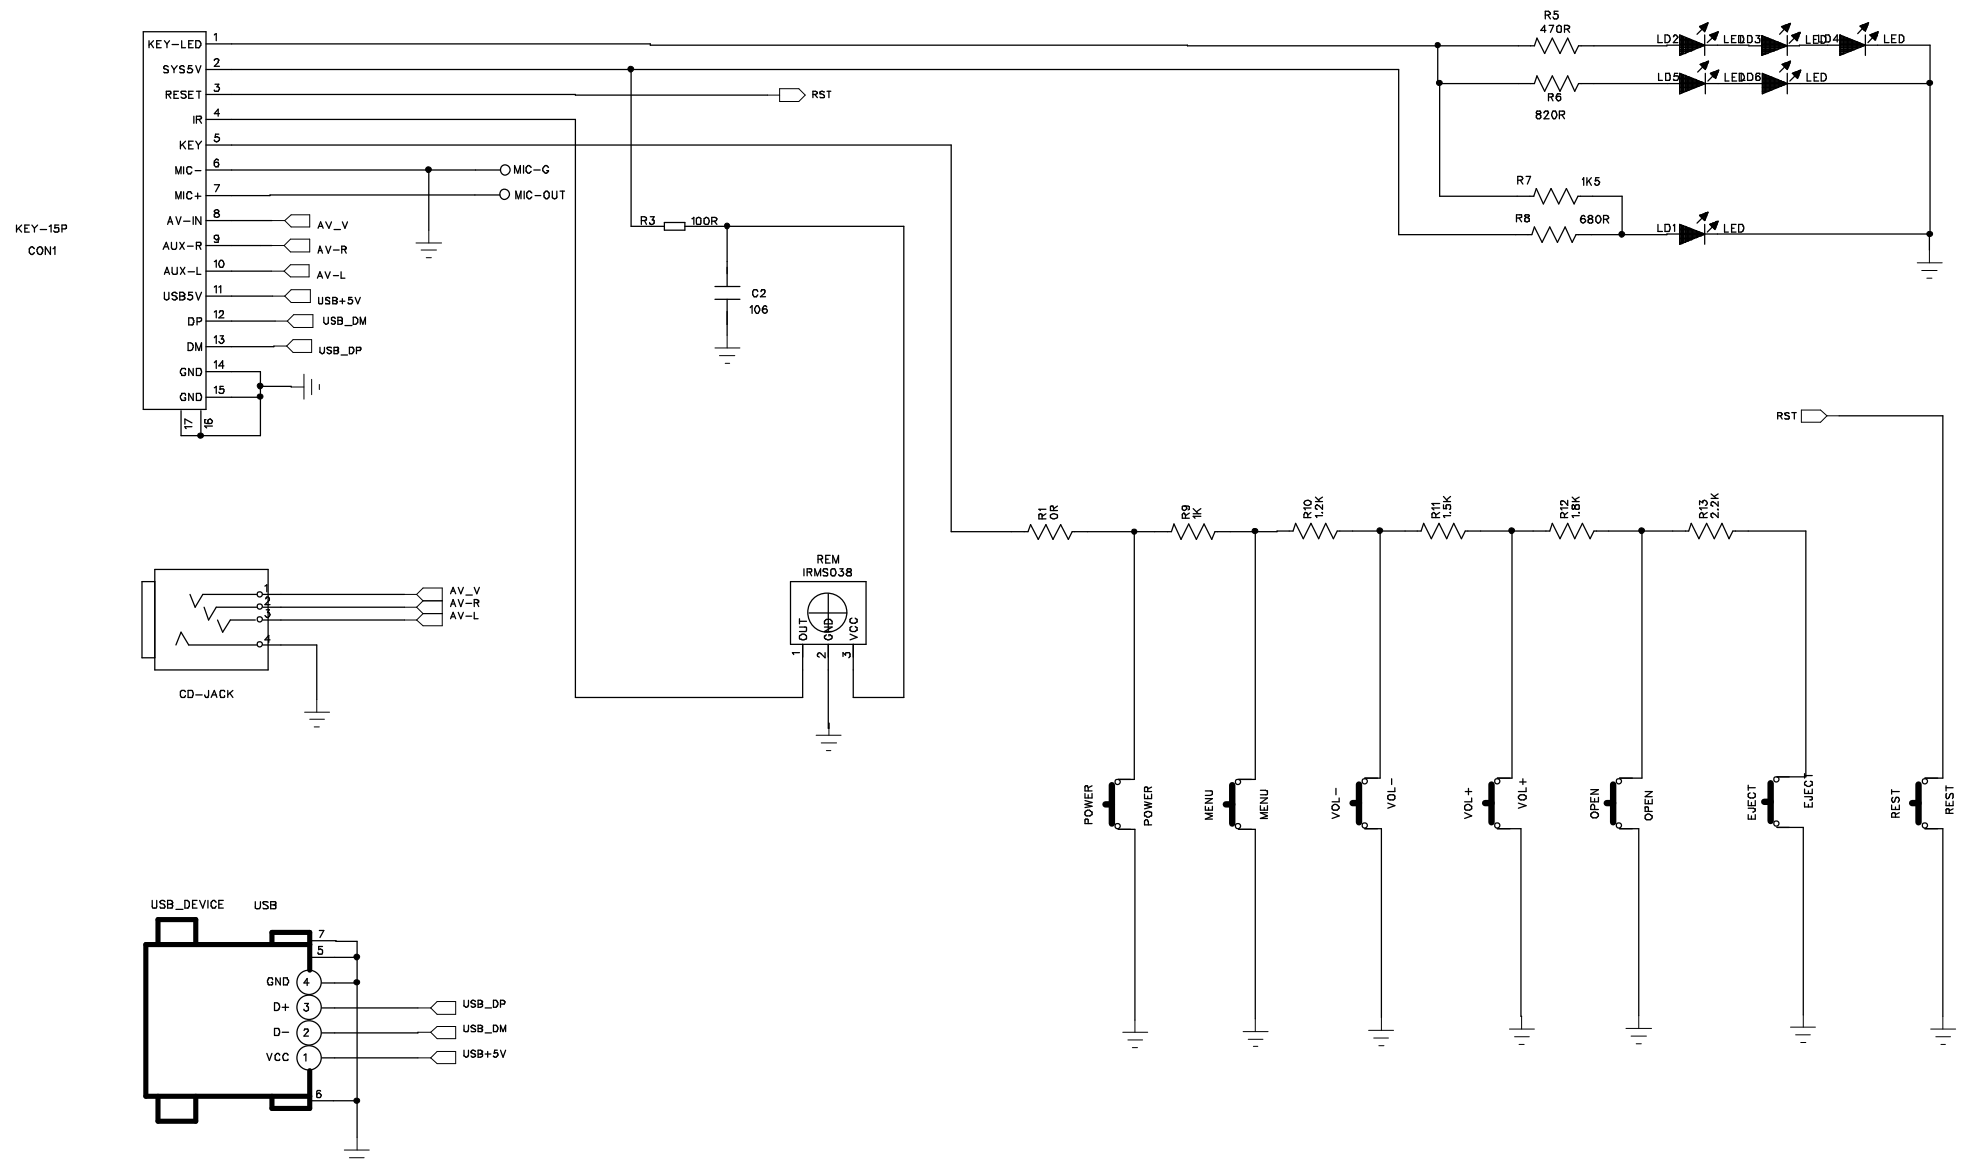 KEY-15P
CON1
KEY-LED 1
SYS5V 2
RESET 3
IR 4
KEY 5
MIC- 6
MIC+ 7
AV-IN 8
AUX-R 9
AUX-L 10
USB5V 11
DP 12
DM 13
GND 14
GND 15
17 16
RST
MIC-G
MIC-OUT
AV_V
AV-R
AV-L
USB+5V
USB_DM
USB_DP
R3 100R
C2
106
R5
470R
LD2 LED LD3 LED LD4 LED
LD5 LED LD6 LED
R6
820R
R7 1K5
R8 680R
LD1 LED
RST
R1 0R
R9 1K
R10 1.2K
R11 1.5K
R12 1.8K
R13 2.2K
REM
IRMS038
OUT GND VCC
1 2 3
1 AV_V
2 AV-R
3 AV-L
4
CD-JACK
POWER POWER
MENU MENU
VOL- VOL-
VOL+ VOL+
OPEN OPEN
EJECT EJECT
REST REST
USB_DEVICE USB
7
5
GND 4
D+ 3 USB_DP
D- 2 USB_DM
VCC 1 USB+5V
6